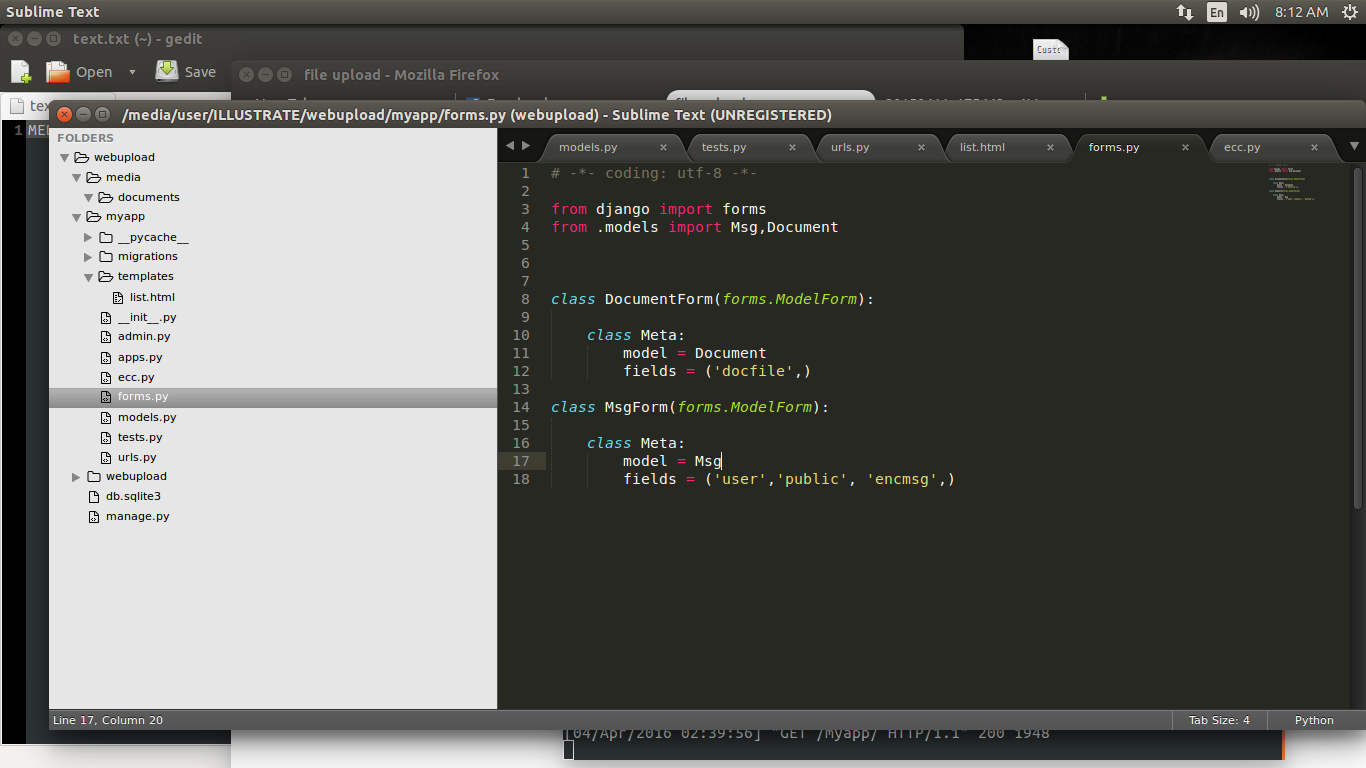 Sublime Text
En
8:12 AM
text.txt (~) - gedit
Custc
Open
Save
file upload - Mozilla Firefox
/media/user/ILLUSTRATE/webupload/myapp/forms.py (webupload) - Sublime Text (UNREGISTERED)
1
FOLDERS
webupload
media
documents
myapp
__pycache__
migrations
templates
list.html
__init__.py
admin.py
apps.py
ecc.py
forms.py
models.py
tests.py
urls.py
webupload
db.sqlite3
manage.py
models.py × tests.py × urls.py × list.html × forms.py × ecc.py ×
1 # -*- coding: utf-8 -*-
2
3 from django import forms
4 from .models import Msg,Document
5
6
7
8 class DocumentForm(forms.ModelForm):
9
10 class Meta:
11 model = Document
12 fields = ('docfile',)
13
14 class MsgForm(forms.ModelForm):
15
16 class Meta:
17 model = Msg
18 fields = ('user','public', 'encmsg',)
Line 17, Column 20
Tab Size: 4
Python
[04/Apr/2016 02:39:56] "GET /Myapp/ HTTP/1.1" 200 1948